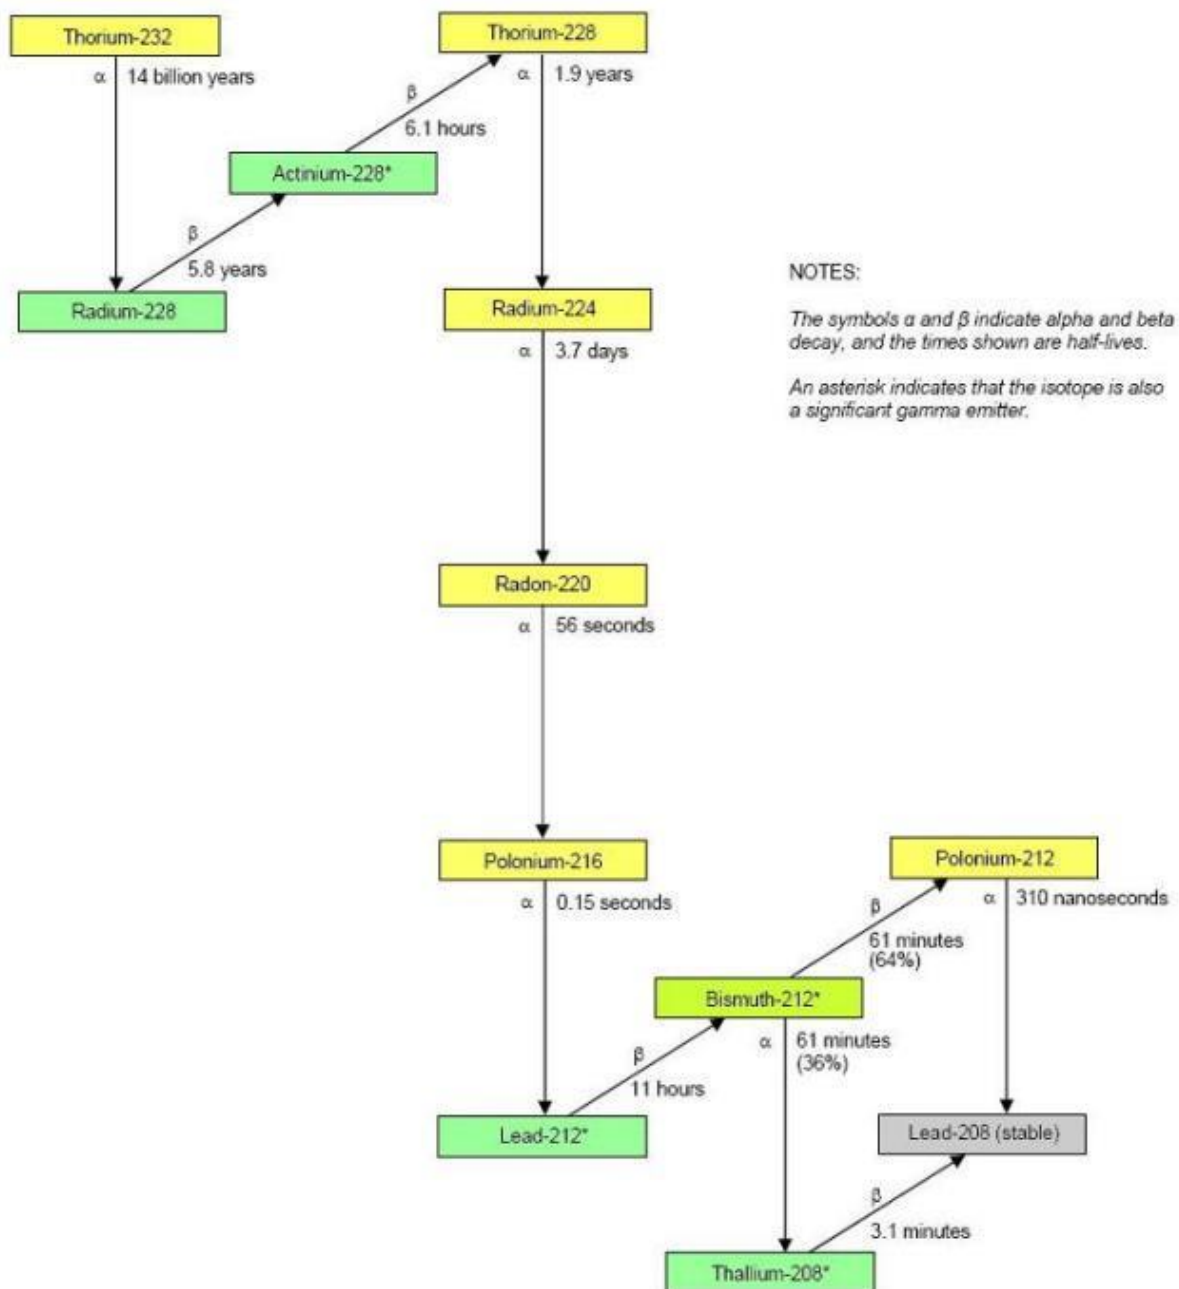 Thorium-232
Thorium-228
α 14 billion years
α 1.9 years
β
6.1 hours
Actinium-228*
β
5.8 years
NOTES:
Radium-228
Radium-224
The symbols α and β indicate alpha and beta
decay, and the times shown are half-lives.
α 3.7 days
An asterisk indicates that the isotope is also
a significant gamma emitter.
Radon-220
α 56 seconds
Polonium-216
Polonium-212
α 0.15 seconds
α 310 nanoseconds
β
61 minutes
(64%)
Bismuth-212*
α 61 minutes
(36%)
β
11 hours
Lead-212*
Lead-208 (stable)
β
3.1 minutes
Thallium-208*